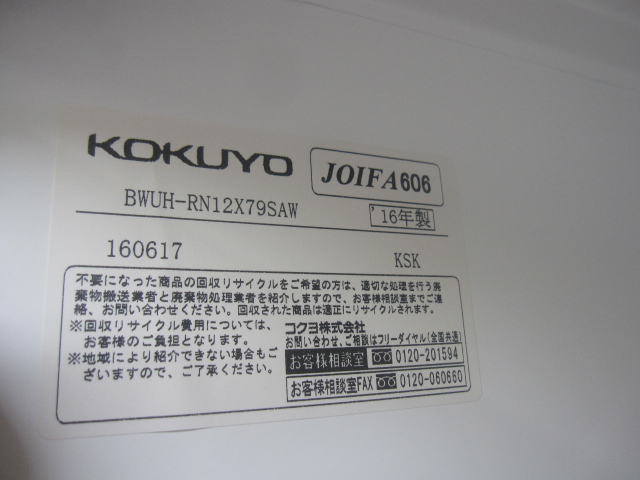 KOKUYO
JOIFA606
BWUH-RN12X79SAW
'16年製
160617
KSK
不要になった商品の回収リサイクルをご希望の方は、適切な処理を行う廃
棄物搬送業者と廃棄物処理業者を紹介しますので、お客様相談室までご連
絡、お問い合わせください。回収された商品は適正にリサイクルされます。
※回収リサイクル費用については、
お客様のご負担となります。
※地域により紹介できない場合もご
ざいますので、ご了承ください。
コクヨ株式会社
お問い合わせ、ご相談はフリーダイヤル(全国共通)
お客様相談室 0120-201594
お客様相談室FAX 0120-060660